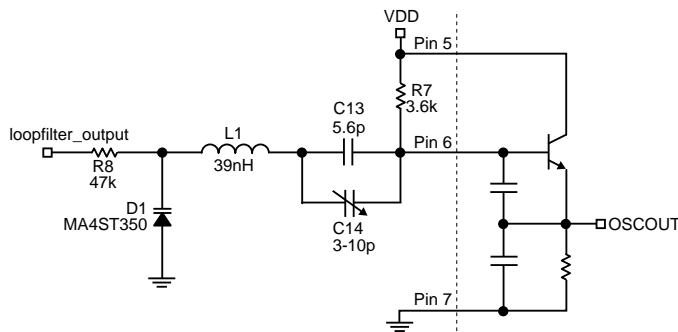 VDD
Pin 5
R7
3.6k
C13
5.6p
L1
loopfilter_output
Pin 6
39nH
R8
47k
D1
MA4ST350
C14
3-10p
OSCOUT
Pin 7